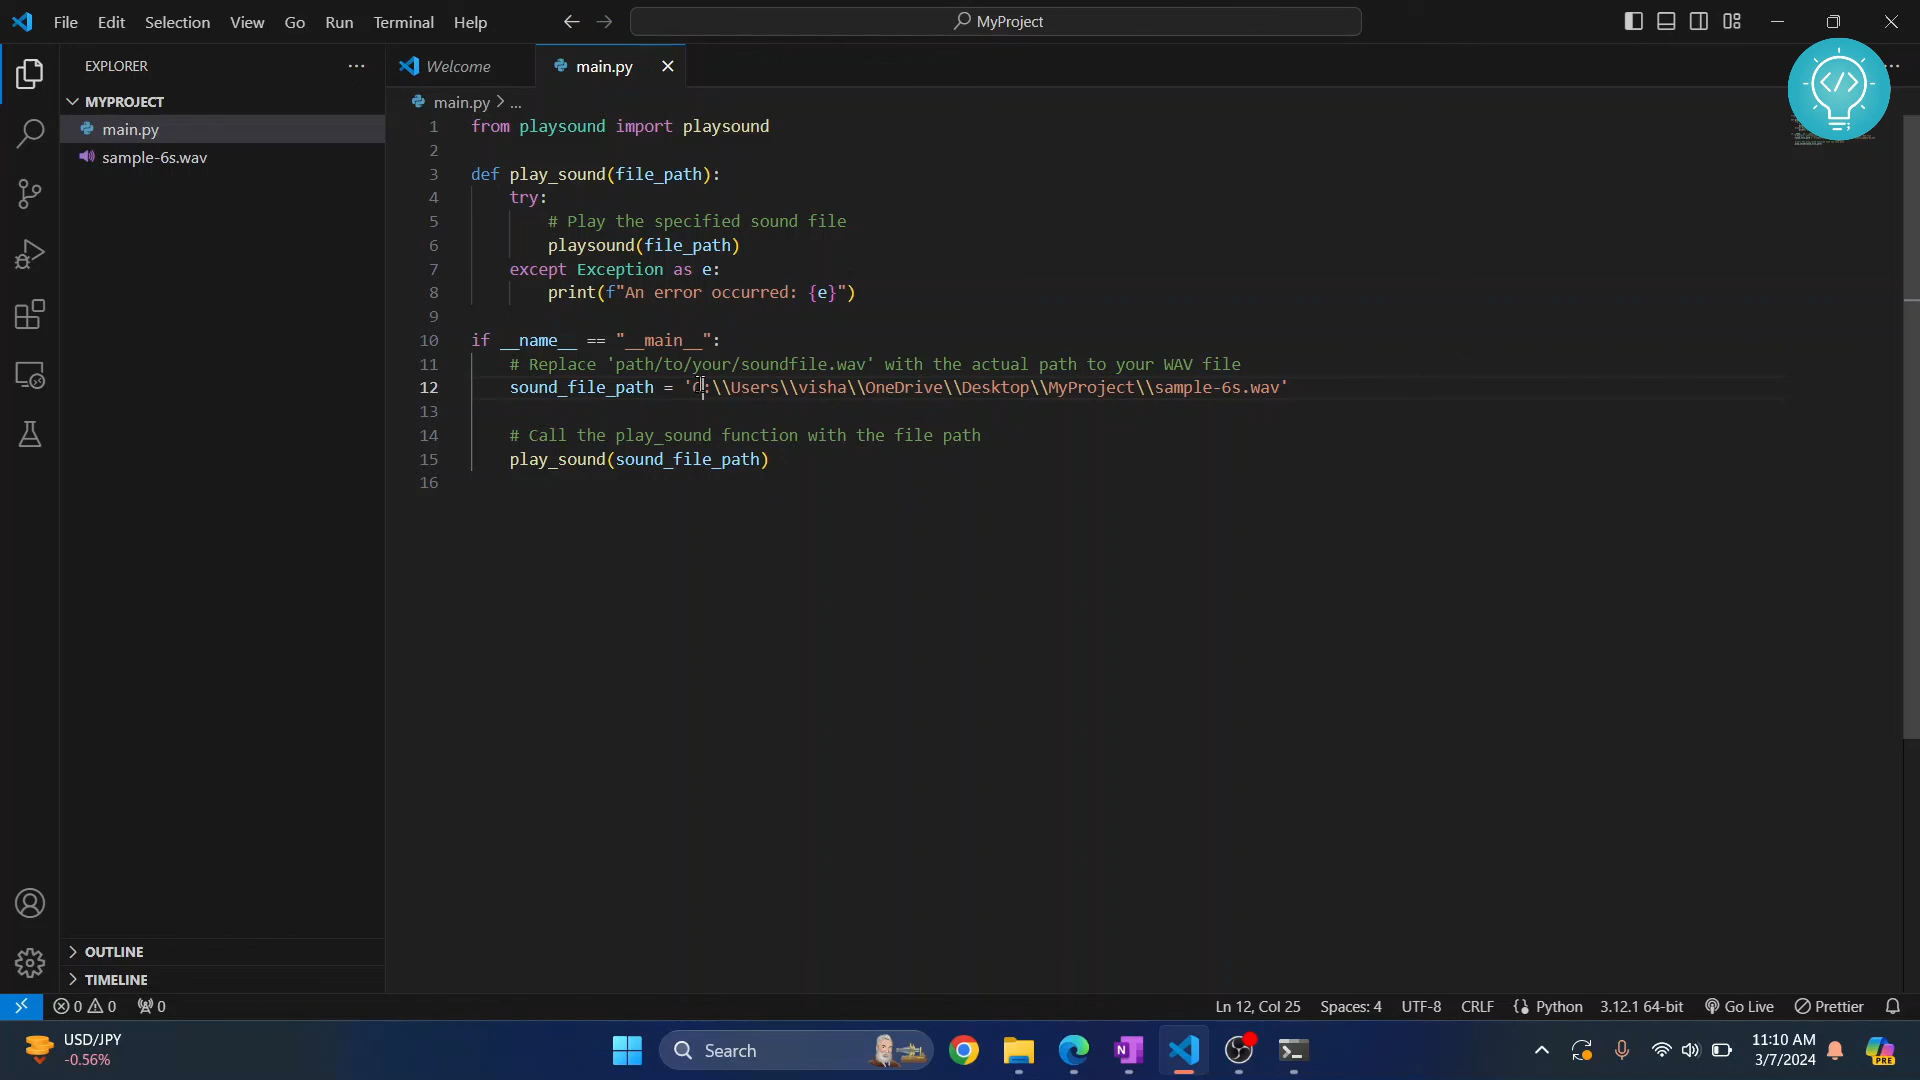 File Edit Selection View Go Run Terminal Help
MyProject
EXPLORER
Welcome
main.py
MYPROJECT
main.py
sample-6s.wav
main.py > ...
1 from playsound import playsound
2
3 def play_sound(file_path):
4 try:
5 # Play the specified sound file
6 playsound(file_path)
7 except Exception as e:
8 print(f"An error occurred: {e}")
9
10 if __name__ == "__main__":
11 # Replace 'path/to/your/soundfile.wav' with the actual path to your WAV file
12 sound_file_path = 'C:\\Users\\visha\\OneDrive\\Desktop\\MyProject\\sample-6s.wav'
13
14 # Call the play_sound function with the file path
15 play_sound(sound_file_path)
16
OUTLINE
TIMELINE
0 0 0
Ln 12, Col 25 Spaces: 4 UTF-8 CRLF Python 3.12.1 64-bit Go Live Prettier
USD/JPY
-0.56%
Search
11:10 AM
3/7/2024
PRE